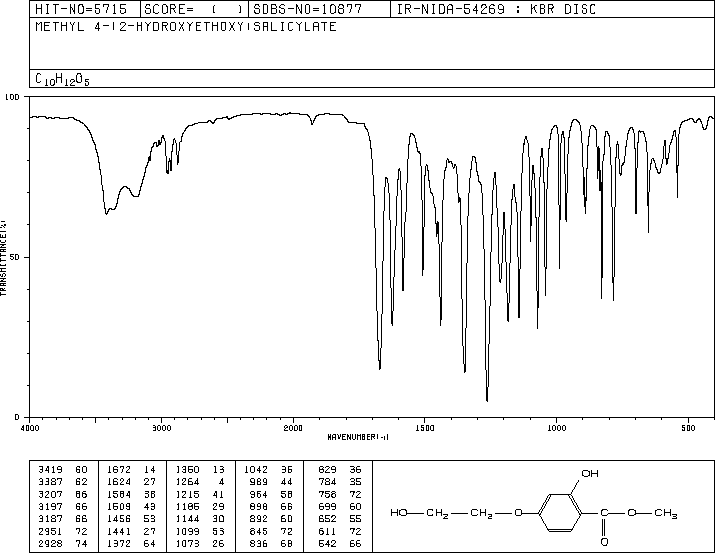 HIT-NO=5715 SCORE= ( ) SDBS-NO=10877 IR-NIDA-54269 : KBR DISC
METHYL 4-(2-HYDROXYETHOXY)SALICYLATE
C10H12O5
100
50
0
TRANSMITTANCE(%)
4000 3000 2000 1500 1000 500
WAVENUMBER(-1)
3419 60 1672 14 1350 13 1042 36 829 36
3387 62 1624 27 1264 4 989 44 784 35
3207 66 1584 38 1215 41 964 58 758 72
3197 66 1509 43 1186 29 898 66 699 60
3187 66 1456 53 1144 30 892 60 652 55
2951 72 1441 27 1099 53 845 72 611 72
2928 74 1372 64 1073 26 836 68 542 66
OH
HO CH2 CH2 O C O CH3
O